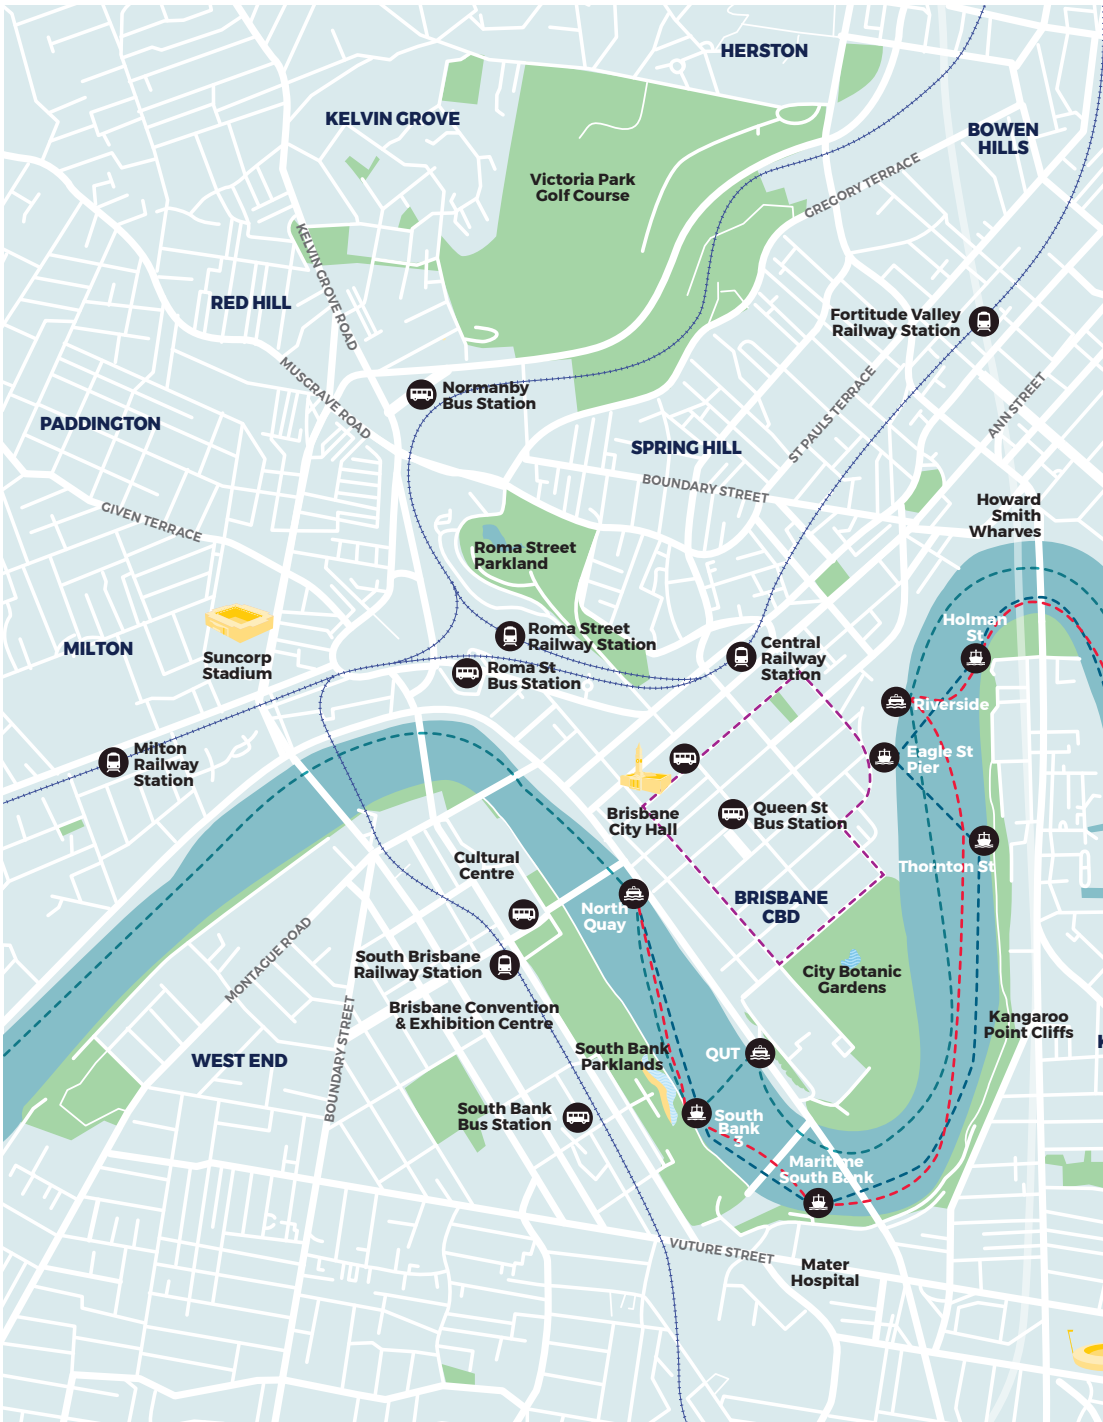 HERSTON
KELVIN GROVE
BOWEN
HILLS
Victoria Park
Golf Course
GREGORY TERRACE
KELVIN GROVE ROAD
RED HILL
Fortitude Valley
Railway Station
MUSGRAVE ROAD
Normanby
Bus Station
ST PAULS TERRACE
ANN STREET
PADDINGTON
SPRING HILL
BOUNDARY STREET
GIVEN TERRACE
Howard
Smith
Wharves
Roma Street
Parkland
Holman
St
MILTON
Suncorp
Stadium
Roma Street
Railway Station
Roma St
Bus Station
Central
Railway
Station
Riverside
Milton
Railway
Station
Eagle St
Pier
Brisbane
City Hall
Queen St
Bus Station
Cultural
Centre
Thornton St
BRISBANE
CBD
North
Quay
MONTAGUE ROAD
South Brisbane
Railway Station
City Botanic
Gardens
Brisbane Convention
& Exhibition Centre
Kangaroo
Point Cliffs
BOUNDARY STREET
WEST END
South Bank
Parklands
QUT
K
South Bank
Bus Station
South
Bank
3
Maritime
South Bank
VUTURE STREET
Mater
Hospital